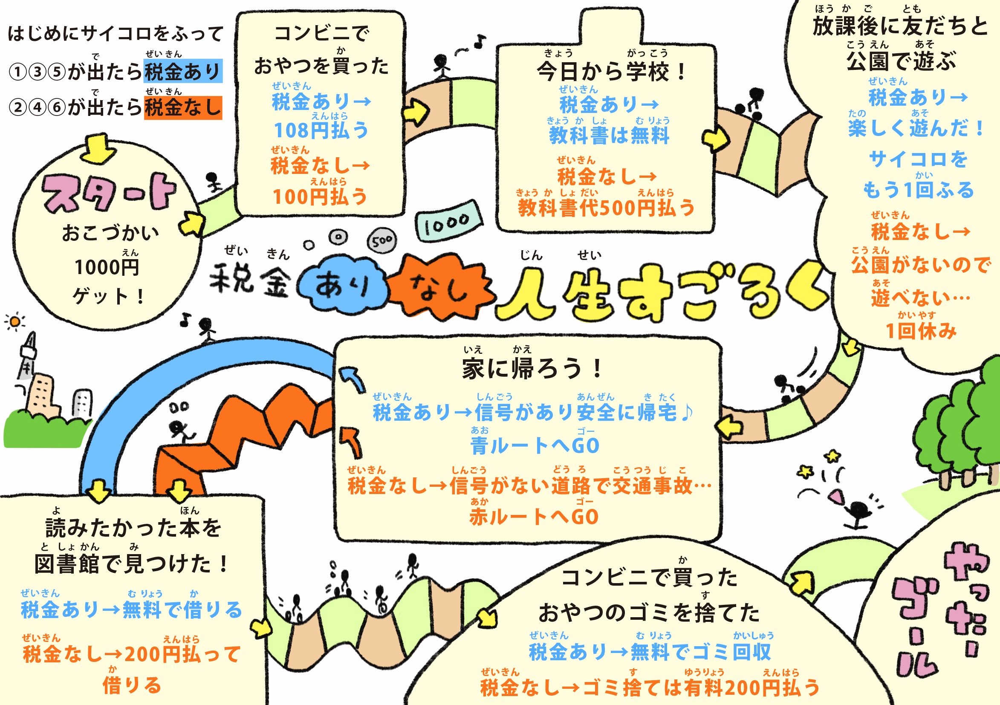 はじめにサイコロをふって
①③⑤が出たら税金あり
②④⑥が出たら税金なし
スタート
おこづかい
1000円
ゲット！
コンビニで
おやつを買った
税金あり→
108円払う
税金なし→
100円払う
今日から学校！
税金あり→
教科書は無料
税金なし→
教科書代500円払う
放課後に友だちと
公園で遊ぶ
税金あり→
楽しく遊んだ！
サイコロを
もう1回ふる
税金なし→
公園がないので
遊べない…
1回休み
500
1000
税金ありなし人生すごろく
家に帰ろう！
税金あり→信号があり安全に帰宅♪
青ルートへGO
税金なし→信号がない道路で交通事故…
赤ルートへGO
読みたかった本を
図書館で見つけた！
税金あり→無料で借りる
税金なし→200円払って
借りる
コンビニで買った
おやつのゴミを捨てた
税金あり→無料でゴミ回収
税金なし→ゴミ捨ては有料200円払う
やったー
ゴール